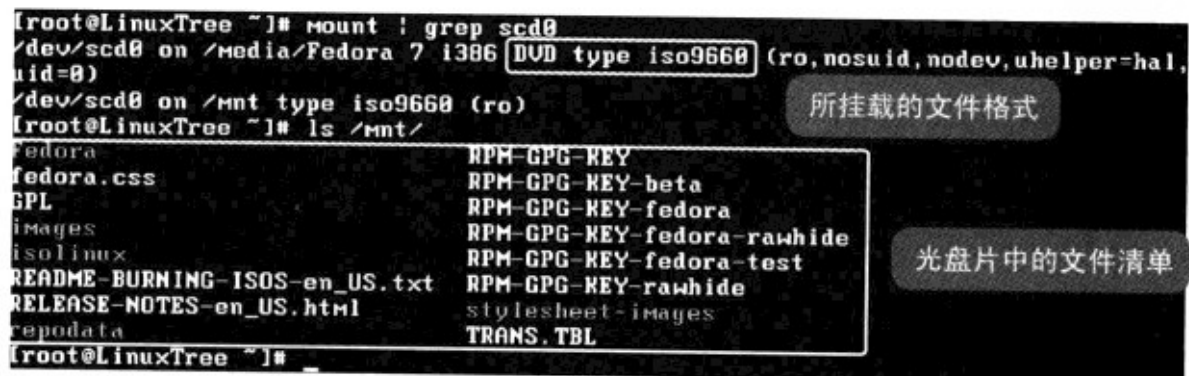 [root@LinuxTree ~]# mount | grep scd0
/dev/scd0 on /media/Fedora 7 i386 DVD type iso9660 (ro,nosuid,nodev,uhelper=hal,
uid=0)
/dev/scd0 on /mnt type iso9660 (ro)
所挂载的文件格式
[root@LinuxTree ~]# ls /mnt/
Fedora RPM-GPG-KEY
fedora.css RPM-GPG-KEY-beta
GPL RPM-GPG-KEY-fedora
images RPM-GPG-KEY-fedora-rawhide
isolinux RPM-GPG-KEY-fedora-test
README-BURNING-ISOS-en_US.txt RPM-GPG-KEY-rawhide
RELEASE-NOTES-en_US.html stylesheet-images
repodata TRANS.TBL
光盘片中的文件清单
[root@LinuxTree ~]#